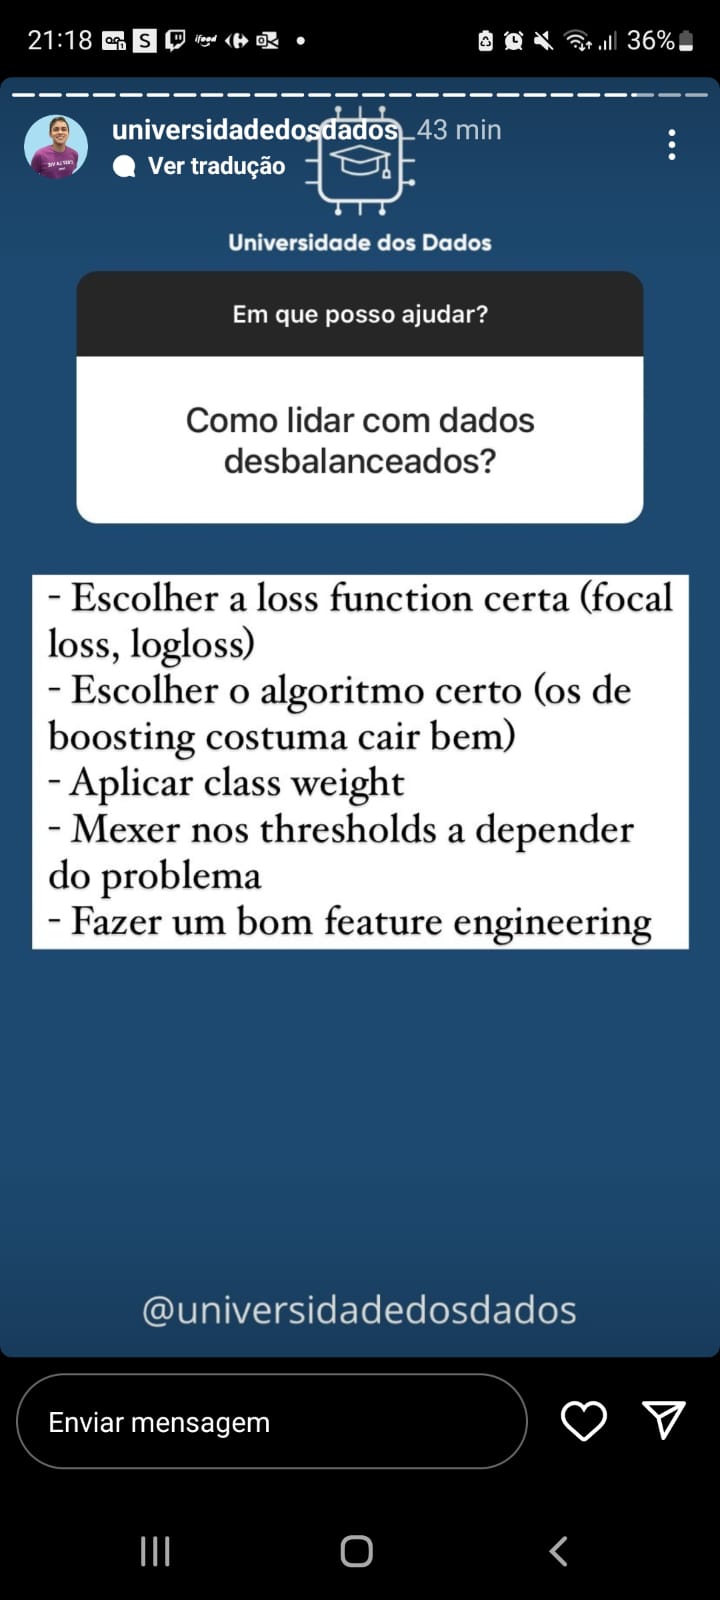 21:18 S ifood 36%
universidadedosdados 43 min
Ver tradução
Universidade dos Dados
Em que posso ajudar?
Como lidar com dados
desbalanceados?
- Escolher a loss function certa (focal
loss, logloss)
- Escolher o algoritmo certo (os de
boosting costuma cair bem)
- Aplicar class weight
- Mexer nos thresholds a depender
do problema
- Fazer um bom feature engineering
@universidadedosdados
Enviar mensagem